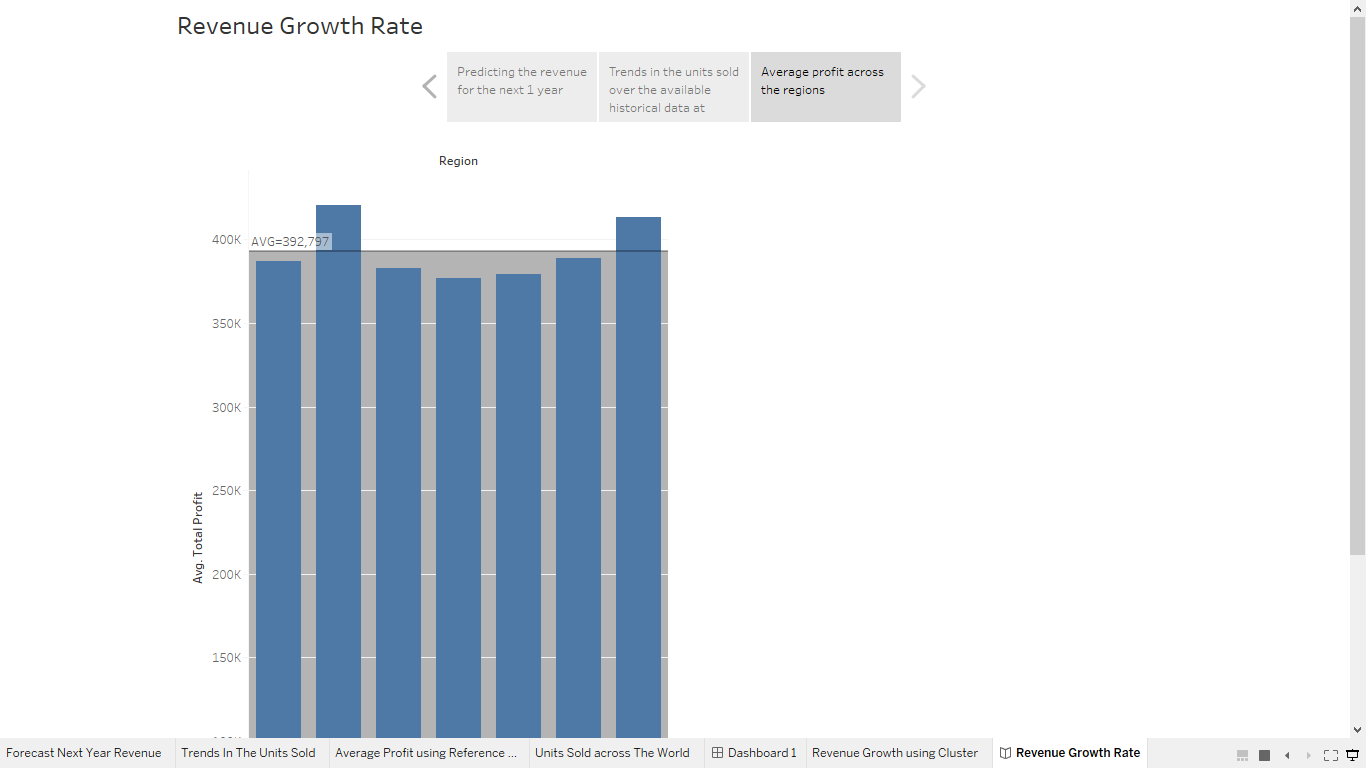 Revenue Growth Rate
Predicting the revenue
for the next 1 year
Trends in the units sold
over the available
historical data at
Average profit across
the regions
Region
400K
AVG=392,797
350K
300K
250K
200K
150K
Avg. Total Profit
Forecast Next Year Revenue
Trends In The Units Sold
Average Profit using Reference ...
Units Sold across The World
Dashboard 1
Revenue Growth using Cluster
Revenue Growth Rate